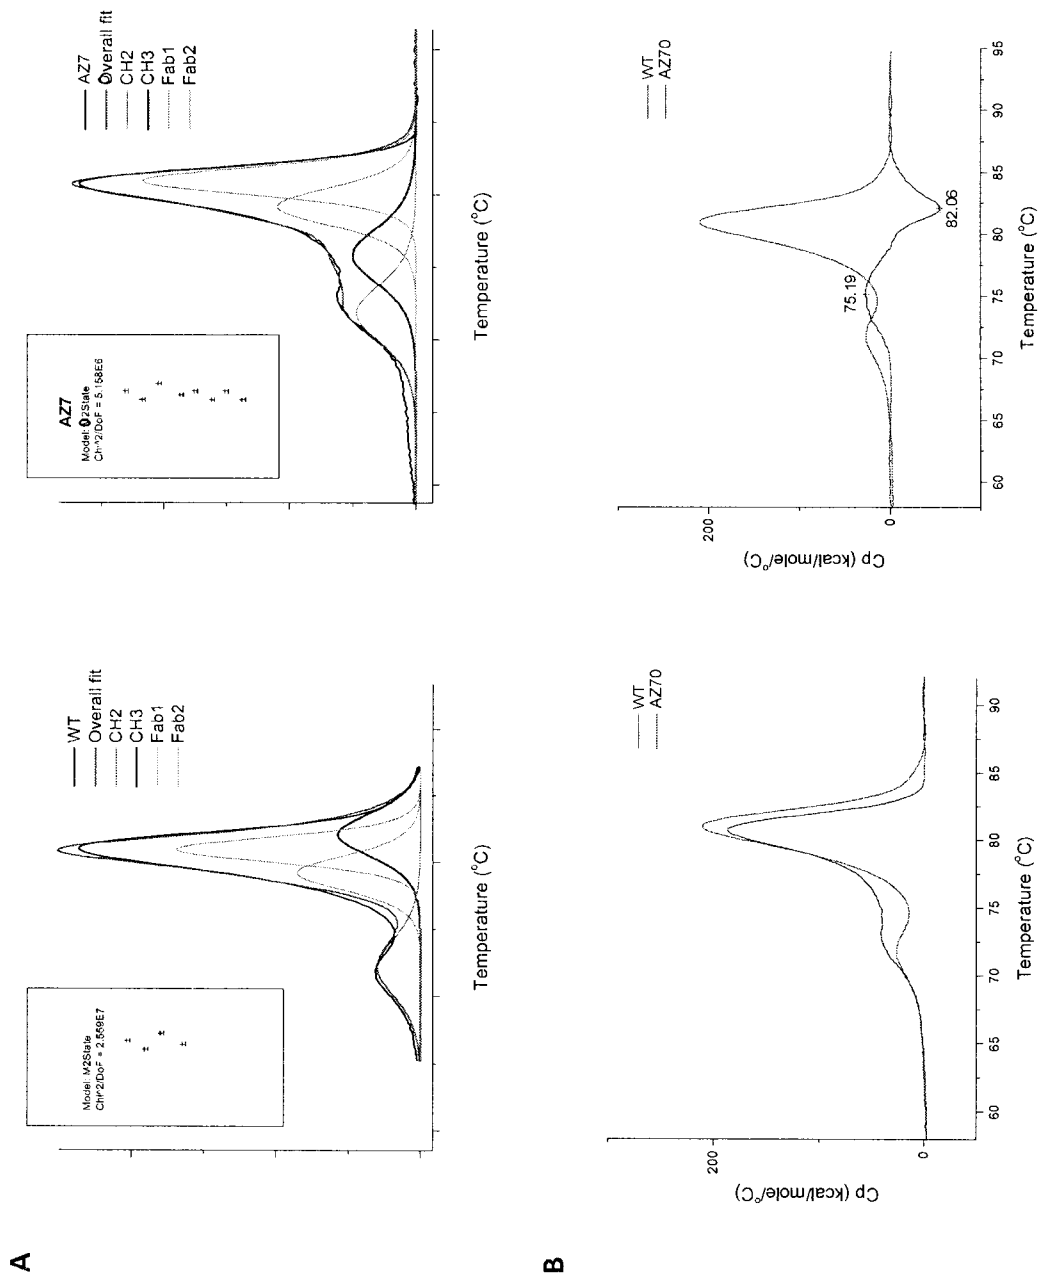 A
WT
Overall fit
CH2
CH3
Fab1
Fab2
Model: M2State
Chi^2/DoF = 2.559E7
±
±
±
±
Temperature (°C)
AZ7
Overall fit
CH2
CH3
Fab1
Fab2
AZ7
2State
Chi^2/DoF = 5.158E6
±
±
±
±
±
±
±
±
Temperature (°C)
B
WT
AZ70
200
0
Cp (kcal/mole/°C)
60 65 70 75 80 85 90
Temperature (°C)
WT
AZ70
200
0
Cp (kcal/mole/°C)
75.19
82.06
60 65 70 75 80 85 90 95
Temperature (°C)